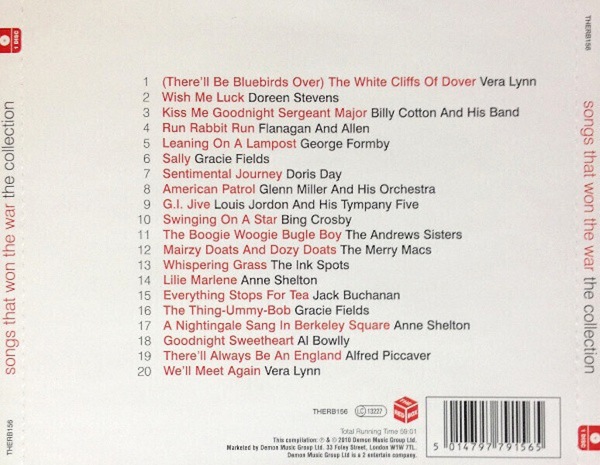 1 DISC
songs that won the war the collection
THERB156
THERB156
songs that won the war the collection
1 (There'll Be Bluebirds Over) The White Cliffs Of Dover Vera Lynn
2 Wish Me Luck Doreen Stevens
3 Kiss Me Goodnight Sergeant Major Billy Cotton And His Band
4 Run Rabbit Run Flanagan And Allen
5 Leaning On A Lampost George Formby
6 Sally Gracie Fields
7 Sentimental Journey Doris Day
8 American Patrol Glenn Miller And His Orchestra
9 G.I. Jive Louis Jordon And His Tympany Five
10 Swinging On A Star Bing Crosby
11 The Boogie Woogie Bugle Boy The Andrews Sisters
12 Mairzy Doats And Dozy Doats The Merry Macs
13 Whispering Grass The Ink Spots
14 Lilie Marlene Anne Shelton
15 Everything Stops For Tea Jack Buchanan
16 The Thing-Ummy-Bob Gracie Fields
17 A Nightingale Sang In Berkeley Square Anne Shelton
18 Goodnight Sweetheart Al Bowlly
19 There'll Always Be An England Alfred Piccaver
20 We'll Meet Again Vera Lynn
THERB156 LC 13227
THE RED BOX
Total Running Time 59.01
This compilation: ℗ & © 2010 Demon Music Group Ltd.
Marketed by Demon Music Group Ltd. 33 Foley Street, London W1W 7TL.
Demon Music Group Ltd is a 2 entertain company.
5 014797 791565
1 DISC